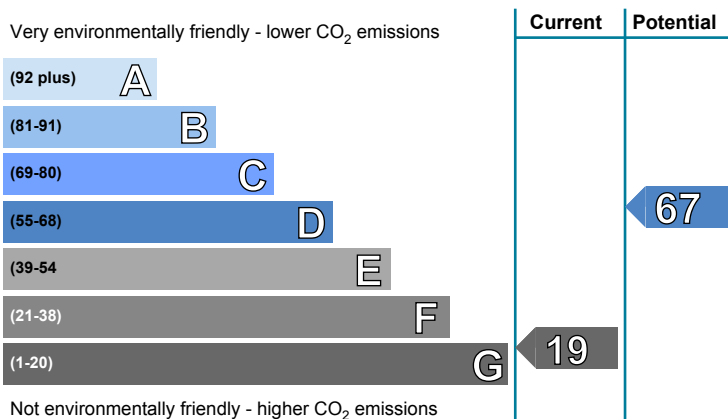 Current Potential
Very environmentally friendly - lower CO2 emissions
(92 plus) A
(81-91) B
(69-80) C
(55-68) D
67
(39-54 E
(21-38) F
19
(1-20) G
Not environmentally friendly - higher CO2 emissions